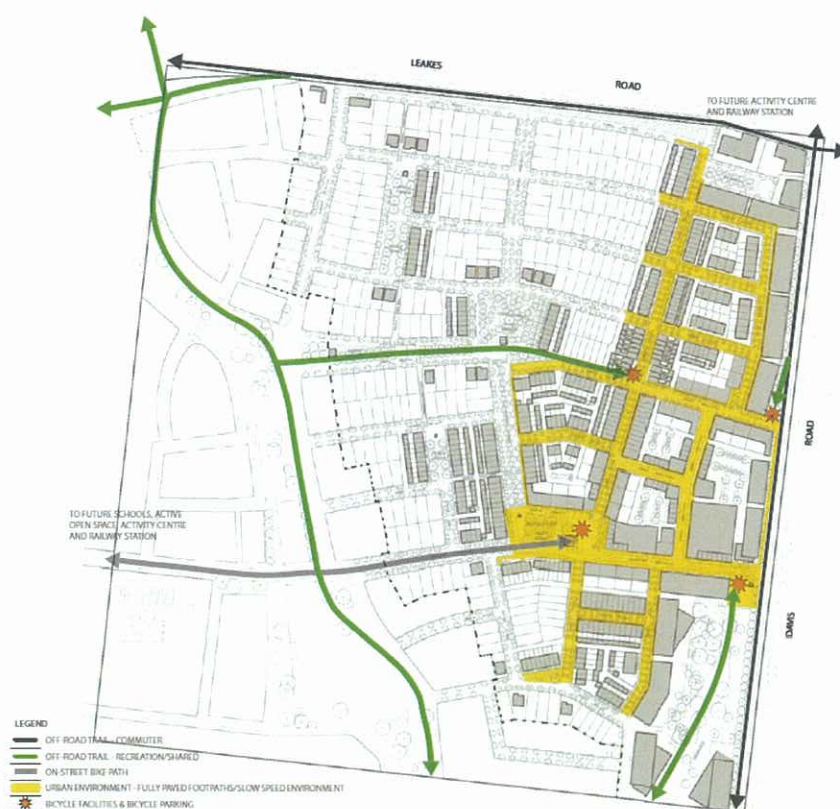 LEAKES
ROAD
TO FUTURE ACTIVITY CENTRE
AND RAILWAY STATION
ROAD
DAVIS
TO FUTURE SCHOOLS, ACTIVE
OPEN SPACE, ACTIVITY CENTRE
AND RAILWAY STATION
LEGEND
OFF-ROAD TRAIL - COMMUTER
OFF-ROAD TRAIL - RECREATION/SHARED
ON-STREET BIKE PATH
URBAN ENVIRONMENT - FULLY PAVED FOOTPATHS/SLOW SPEED ENVIRONMENT
BICYCLE FACILITIES & BICYCLE PARKING